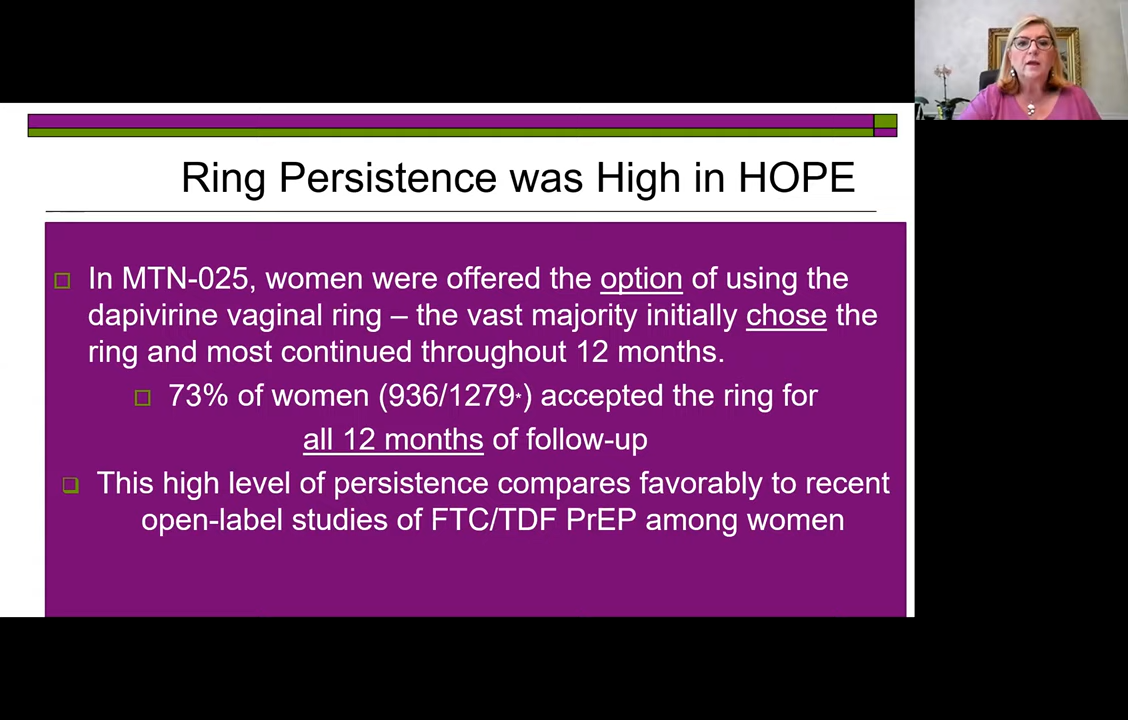 Ring Persistence was High in HOPE
In MTN-025, women were offered the option of using the
dapivirine vaginal ring – the vast majority initially chose the
ring and most continued throughout 12 months.
73% of women (936/1279*) accepted the ring for
all 12 months of follow-up
This high level of persistence compares favorably to recent
open-label studies of FTC/TDF PrEP among women